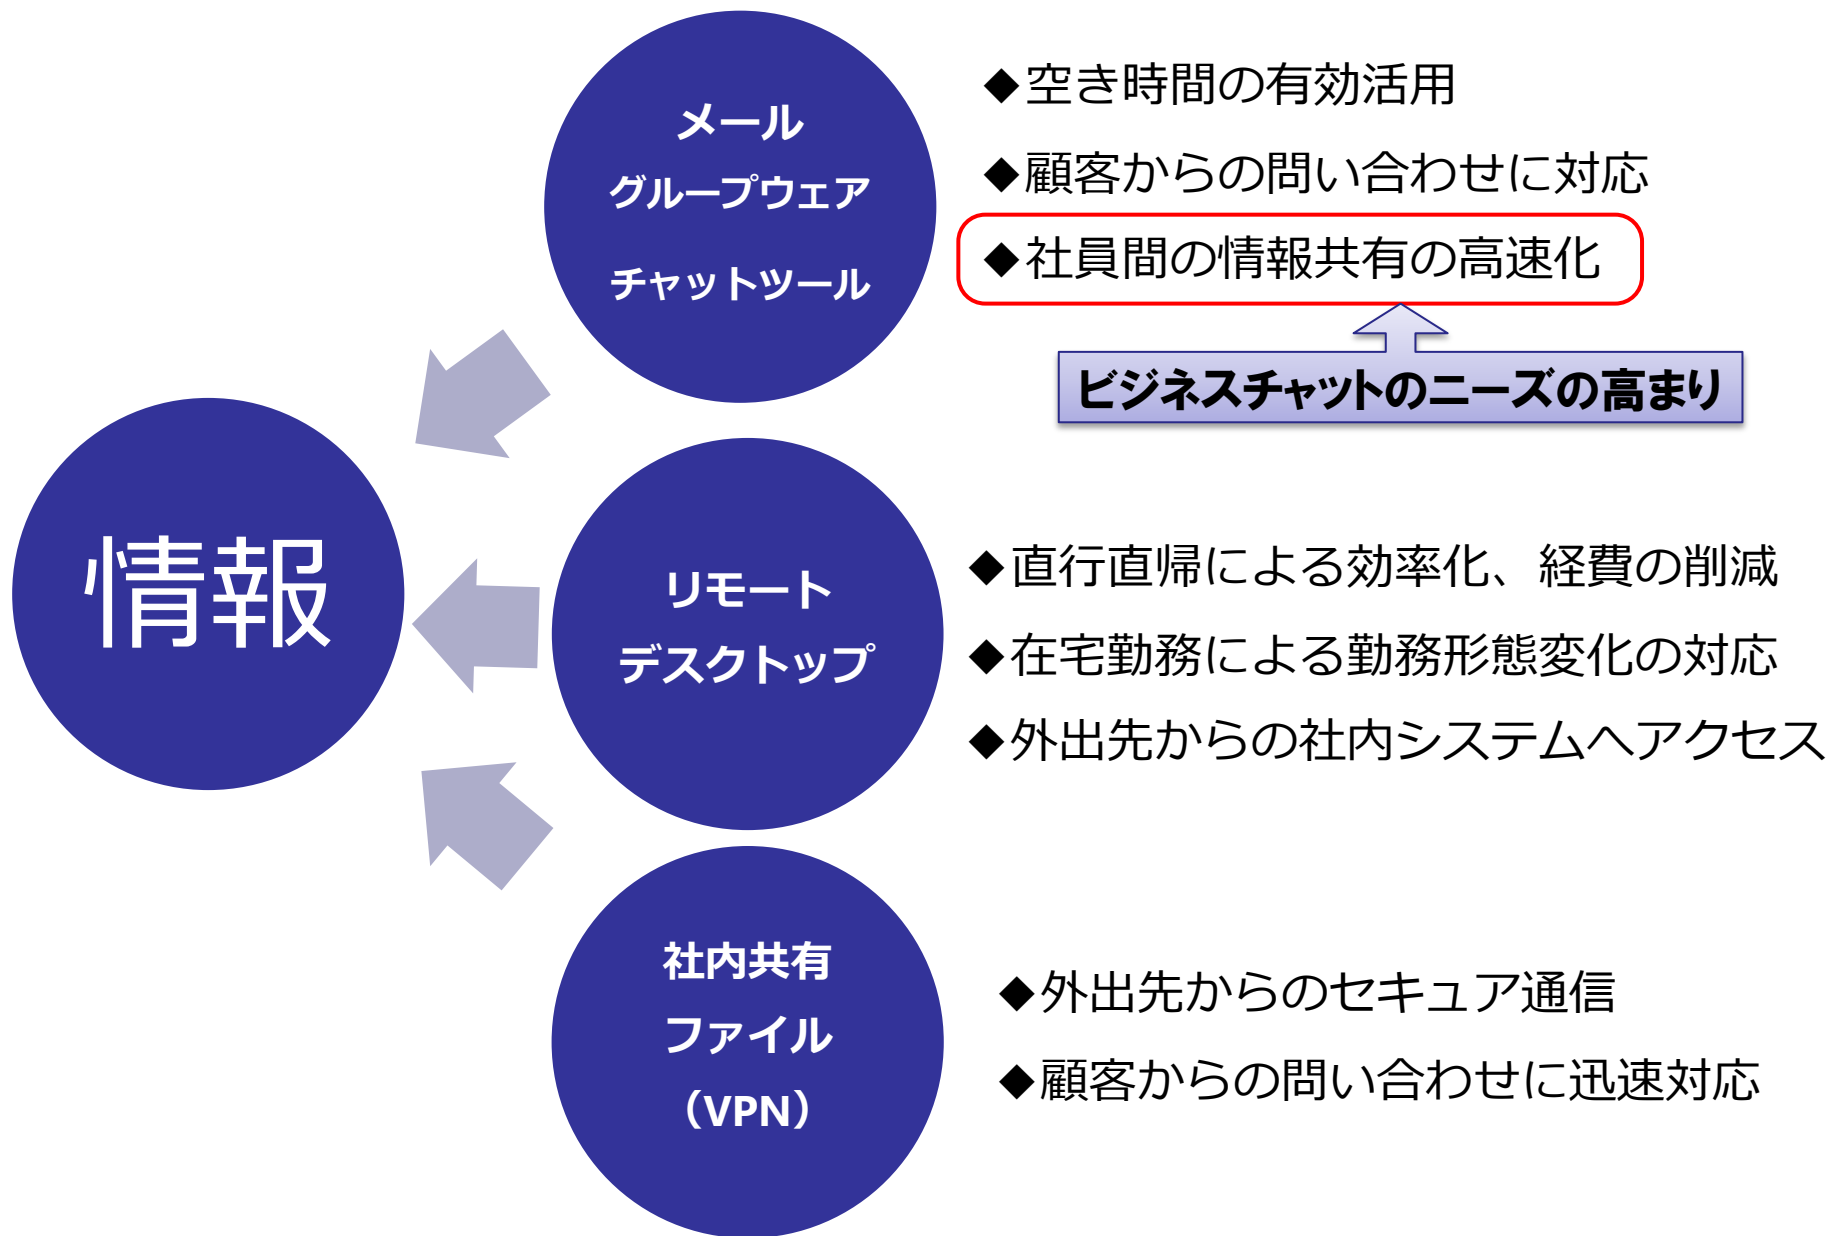 メール
グループウェア
チャットツール
◆空き時間の有効活用
◆顧客からの問い合わせに対応
◆社員間の情報共有の高速化
ビジネスチャットのニーズの高まり
情報
リモート
デスクトップ
◆直行直帰による効率化、経費の削減
◆在宅勤務による勤務形態変化の対応
◆外出先からの社内システムへアクセス
社内共有
ファイル
（VPN）
◆外出先からのセキュア通信
◆顧客からの問い合わせに迅速対応